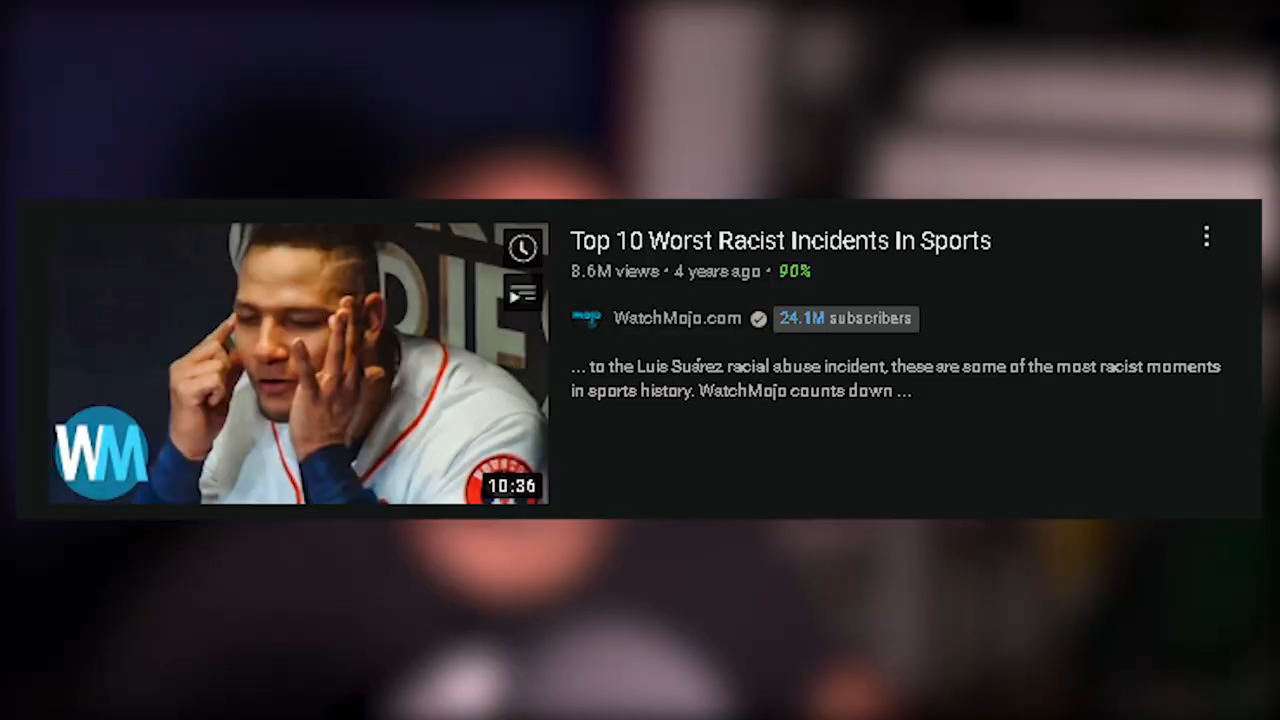 Top 10 Worst Racist Incidents In Sports
8.6M views • 4 years ago • 90%
mojo WatchMojo.com 24.1M subscribers
... to the Luis Suárez racial abuse incident, these are some of the most racist moments
in sports history. WatchMojo counts down ...
WM
10:36